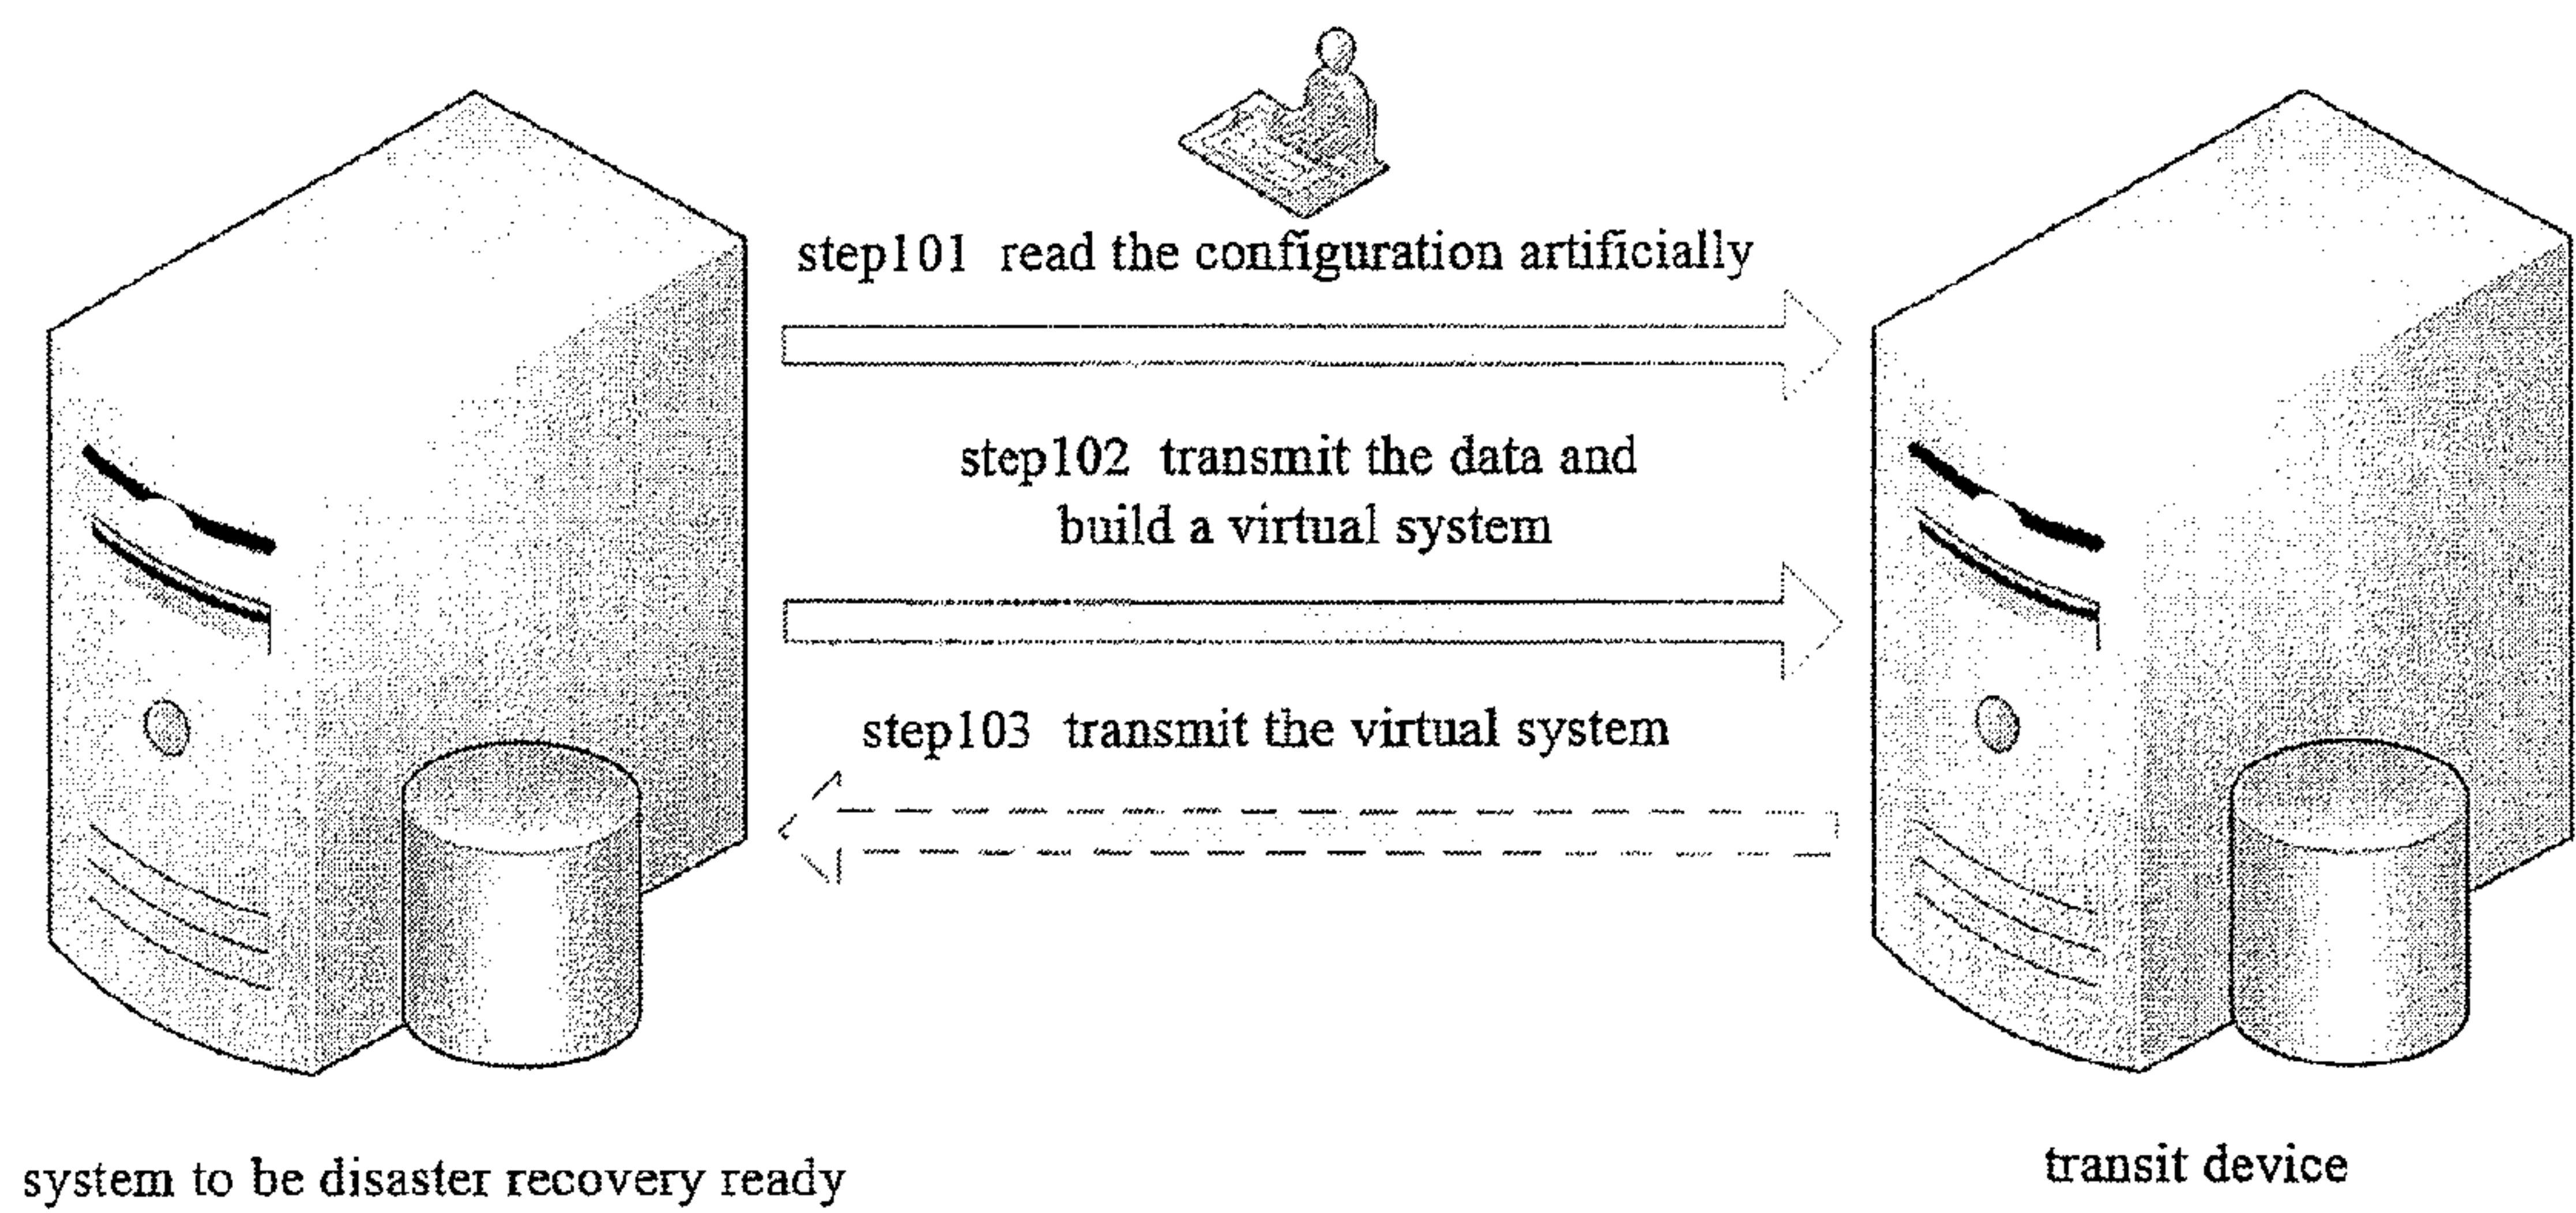 step101 read the configuration artificially
step102 transmit the data and
build a virtual system
step103 transmit the virtual system
system to be disaster recovery ready
transit device